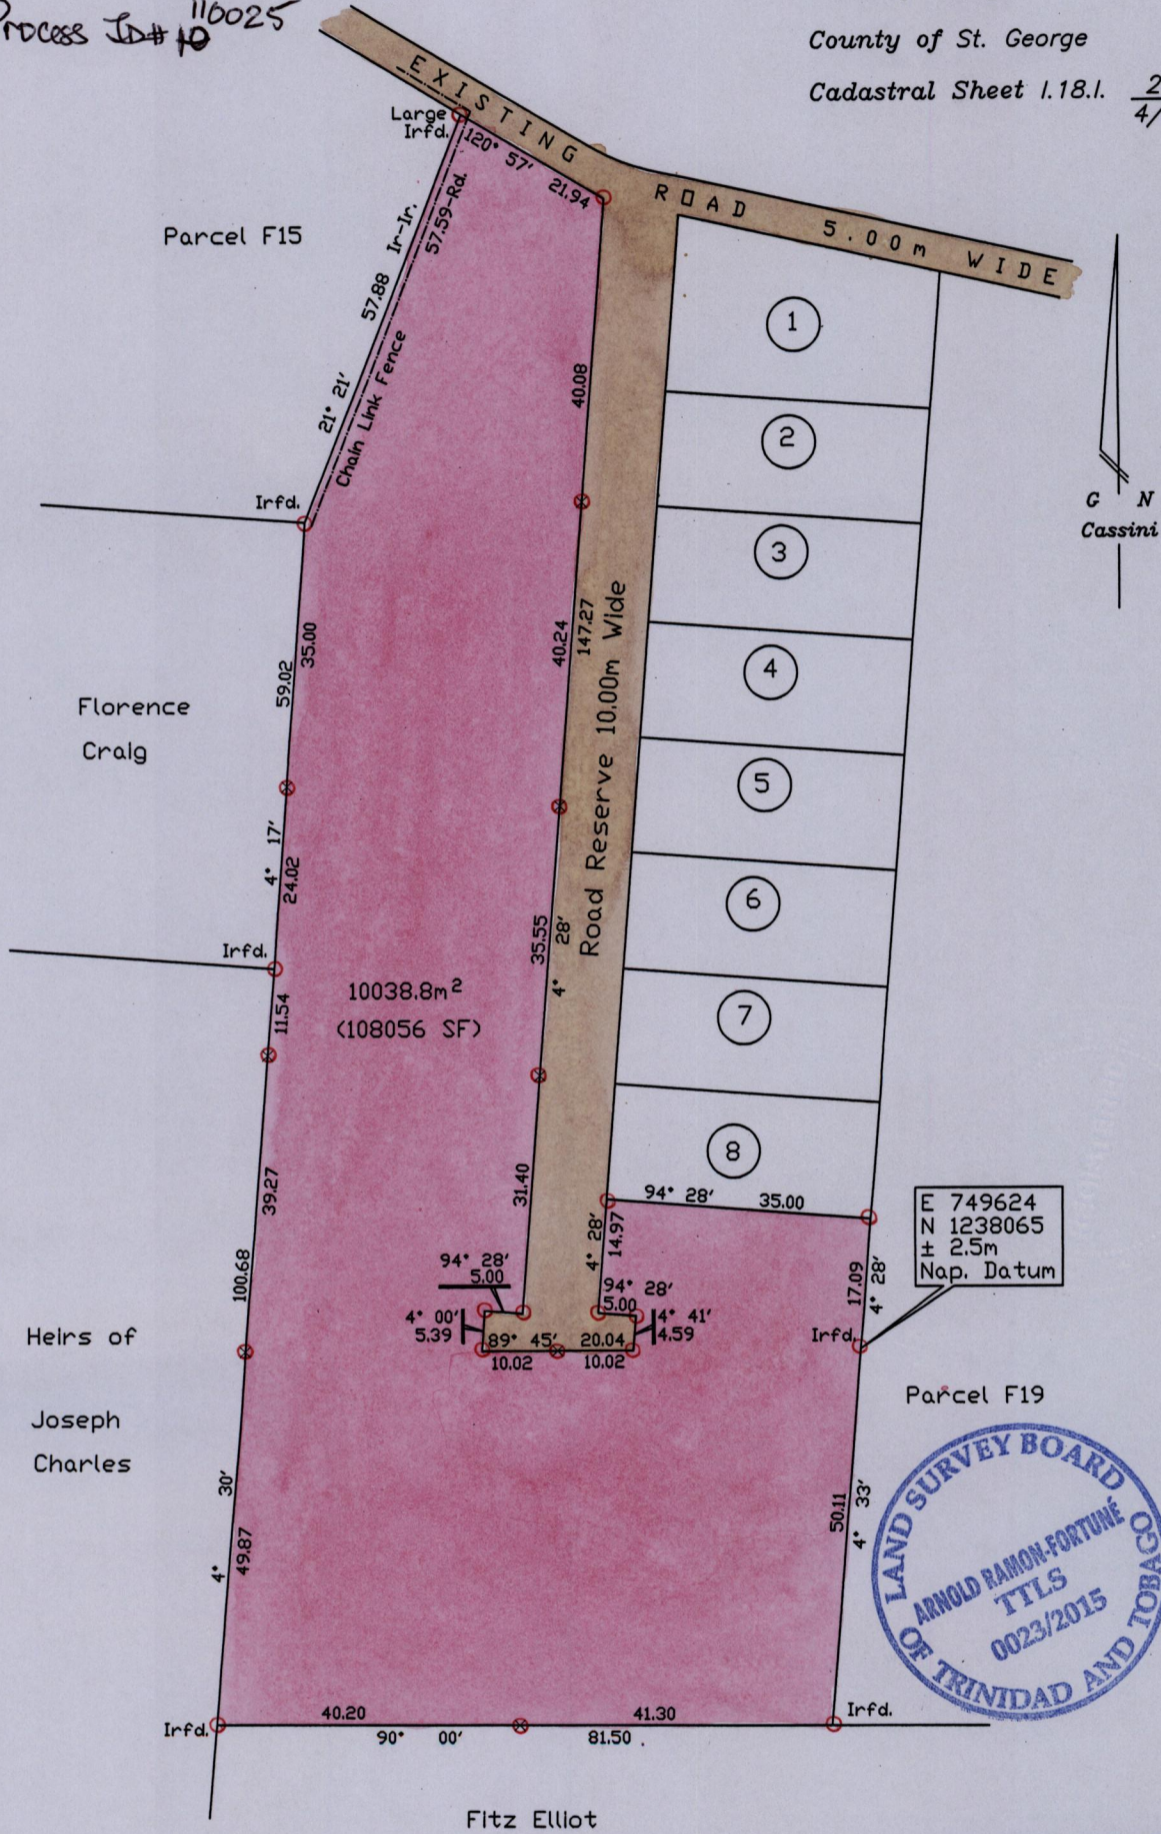 Process ID# 110025
County of St. George
Cadastral Sheet I.18.I.
2
4/
EXISTING ROAD 5.00m WIDE
Large
Irfd.
120° 57′
21.94
Parcel F15
57.88 Ir-Ir.
57.59-Rd.
21° 21′
Chain Link Fence
40.08
1
2
3
4
5
6
7
8
G N
Cassini
Irfd.
59.02
35.00
40.24
147.27
Road Reserve 10.00m Wide
Florence
Craig
4° 17′
24.02
35.55
4° 28′
Irfd.
11.54
10038.8m²
(108056 SF)
39.27
100.68
31.40
94° 28′
35.00
4° 28′
14.97
E 749624
N 1238065
± 2.5m
Nap. Datum
17.09
4° 28′
94° 28′
5.00
94° 28′
5.00
4° 00′
5.39
89° 45′
20.04
4° 41′
4.59
10.02
10.02
Irfd.
Heirs of
Joseph
Charles
Parcel F19
4° 30′
49.87
50.11
4° 33′
LAND SURVEY BOARD
ARNOLD RAMON-FORTUNÉ
TTLS
0023/2015
OF TRINIDAD AND TOBAGO
Irfd.
40.20
41.30
Irfd.
90° 00′
81.50
Fitz Elliot